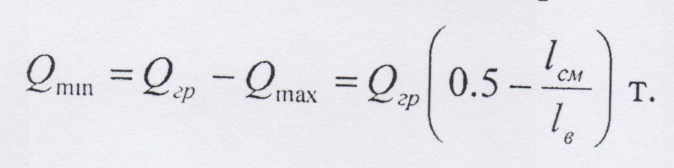 Q_min = Q_гр − Q_max = Q_гр (0.5 − l_см / l_в) т.